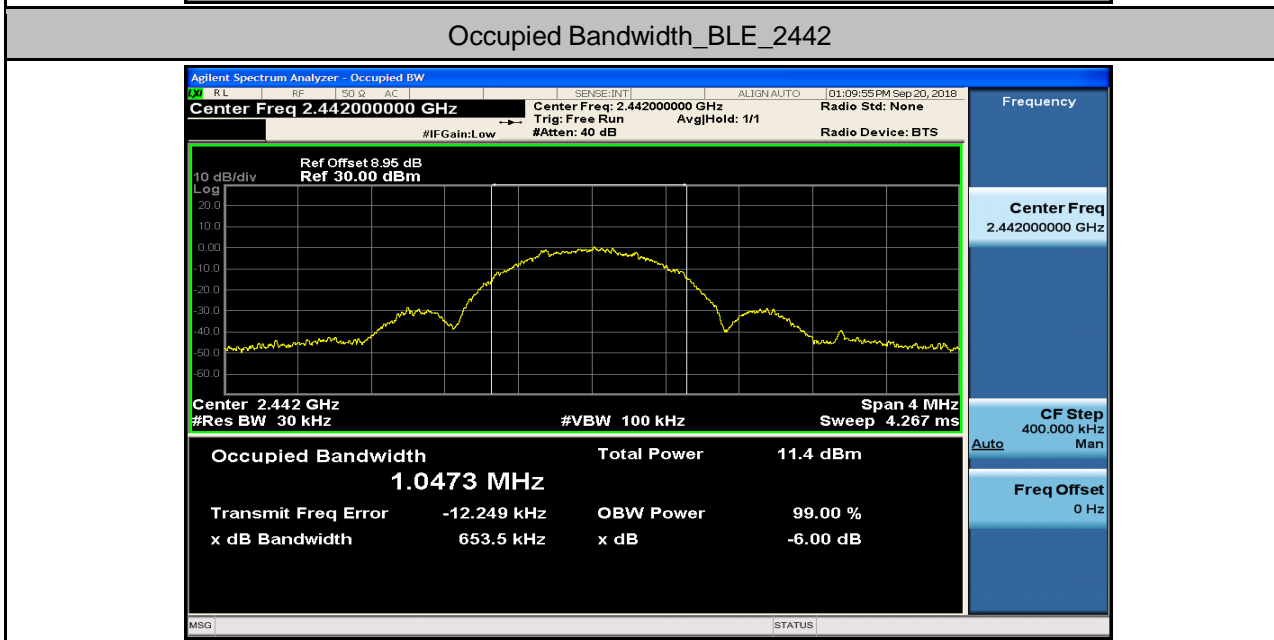 Occupied Bandwidth_BLE_2442
Agilent Spectrum Analyzer - Occupied BW
LXI RL RF 50 Ω AC SENSE:INT ALIGN AUTO 01:09:55 PM Sep 20, 2018
Center Freq 2.442000000 GHz Center Freq: 2.442000000 GHz Radio Std: None
Trig: Free Run Avg|Hold: 1/1
#IFGain:Low #Atten: 40 dB Radio Device: BTS
Ref Offset 8.95 dB
10 dB/div Ref 30.00 dBm
Log
20.0
10.0
0.00
-10.0
-20.0
-30.0
-40.0
-50.0
-60.0
Center 2.442 GHz Span 4 MHz
#Res BW 30 kHz #VBW 100 kHz Sweep 4.267 ms
Occupied Bandwidth Total Power 11.4 dBm
1.0473 MHz
Transmit Freq Error -12.249 kHz OBW Power 99.00 %
x dB Bandwidth 653.5 kHz x dB -6.00 dB
MSG STATUS
Frequency
Center Freq
2.442000000 GHz
CF Step
400.000 kHz
Auto Man
Freq Offset
0 Hz